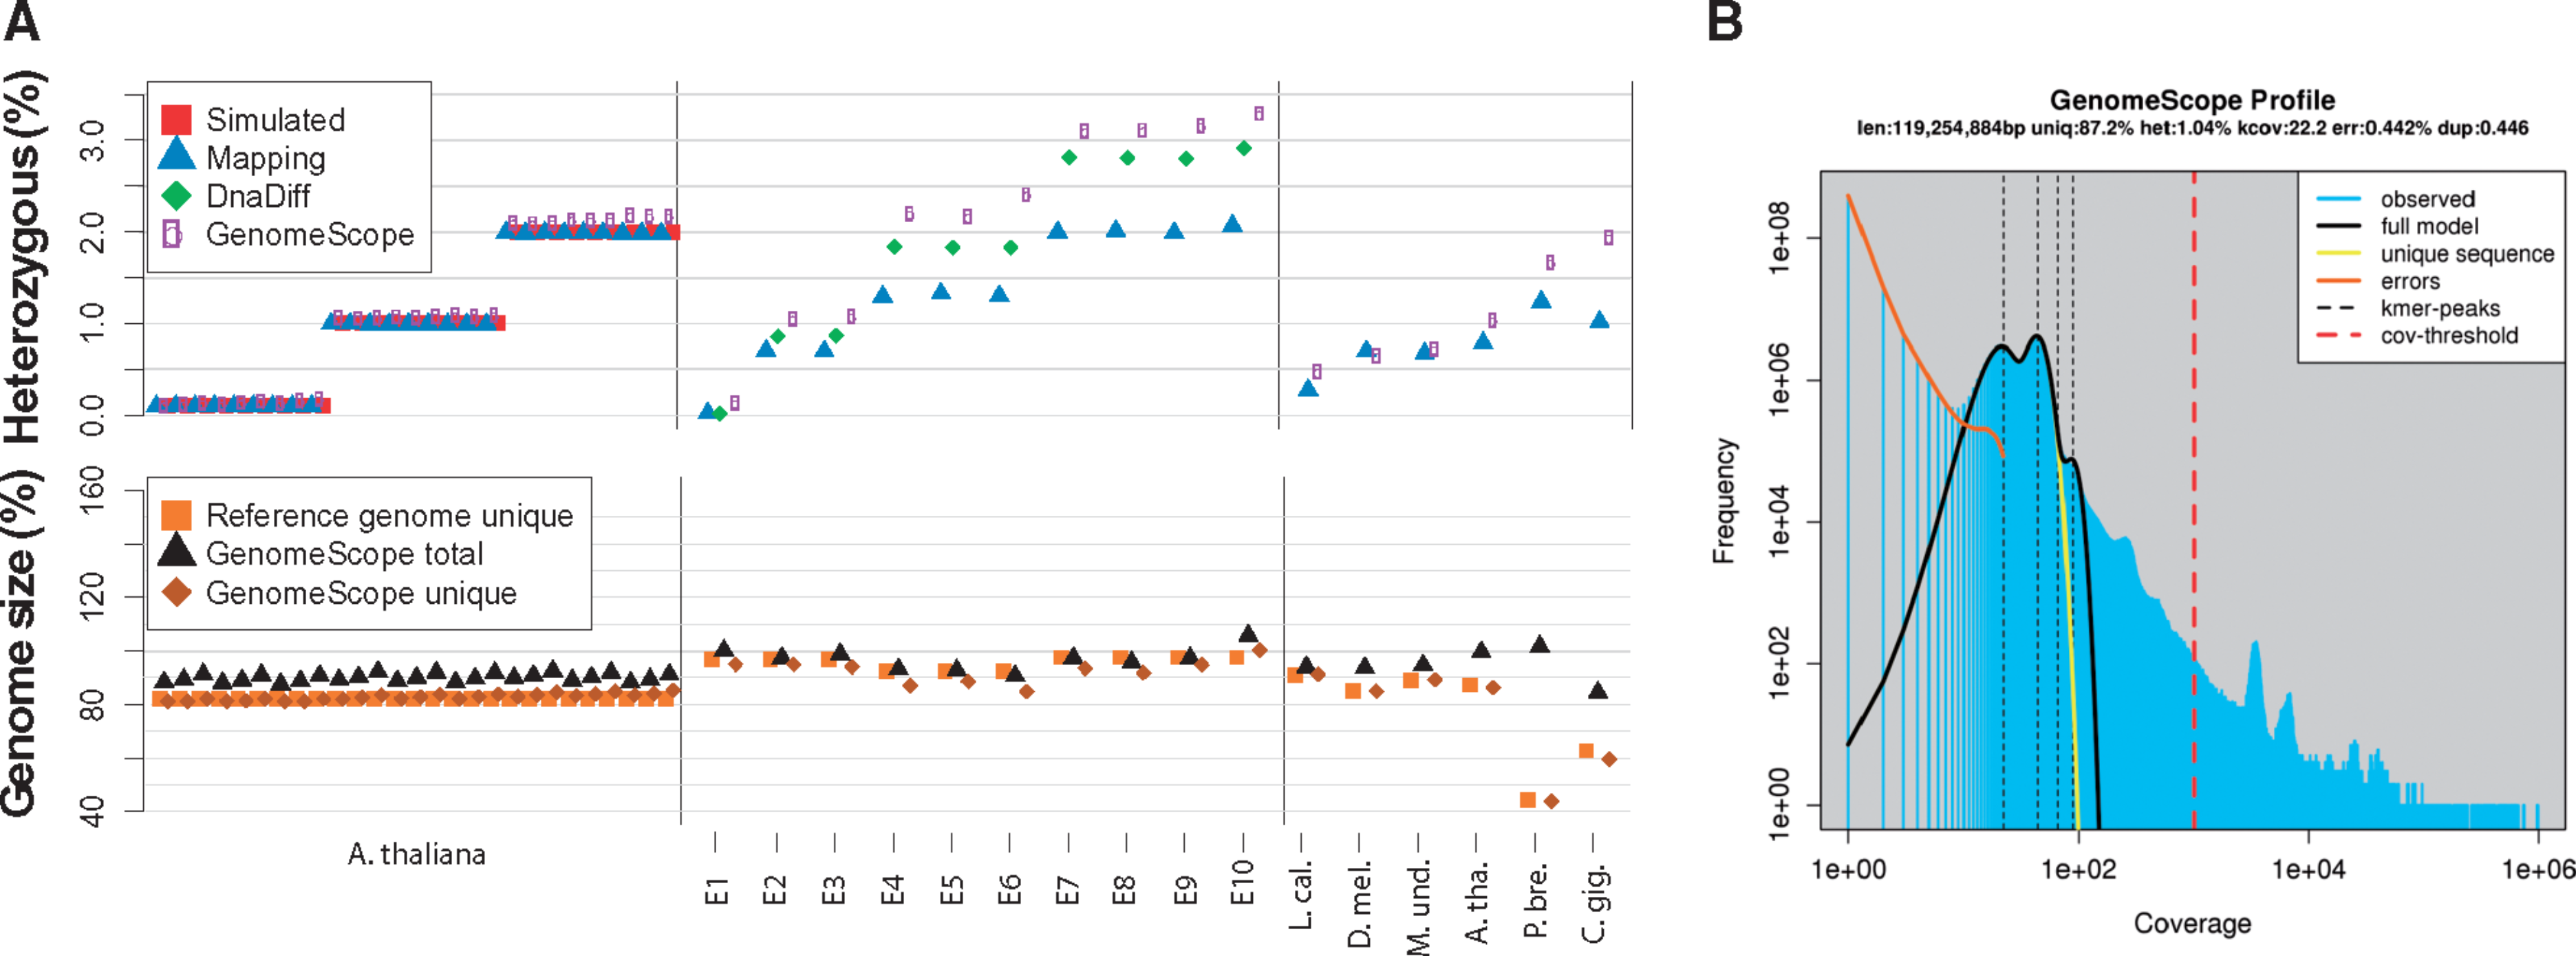 A
Heterozygous (%)
3.0
2.0
1.0
0.0
Simulated
Mapping
DnaDiff
GenomeScope
Genome size (%)
160
120
80
40
Reference genome unique
GenomeScope total
GenomeScope unique
A. thaliana
E1
E2
E3
E4
E5
E6
E7
E8
E9
E10
L. cal.
D. mel.
M. und.
A. tha.
P. bre.
C. gig.
B
GenomeScope Profile
len:119,254,884bp uniq:87.2% het:1.04% kcov:22.2 err:0.442% dup:0.446
observed
full model
unique sequence
errors
kmer-peaks
cov-threshold
Frequency
1e+08
1e+06
1e+04
1e+02
1e+00
1e+00 1e+02 1e+04 1e+06
Coverage